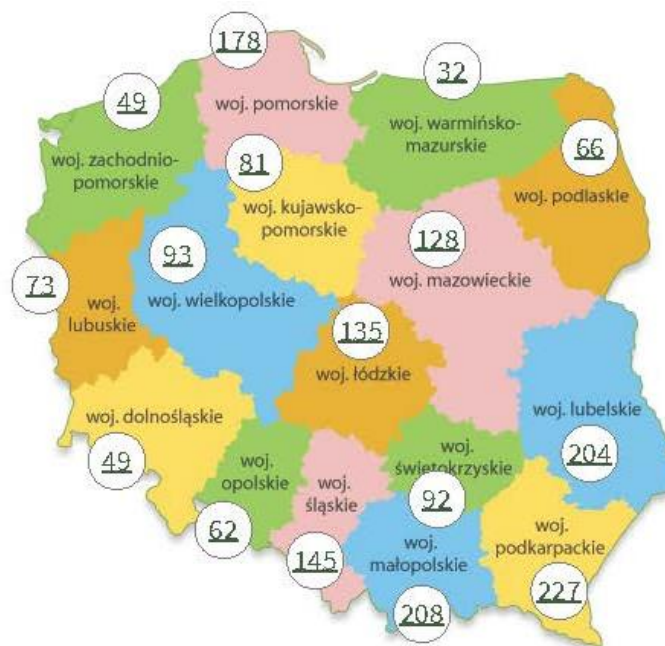 178
woj. pomorskie
32
woj. warmińsko-
mazurskie
49
woj. zachodnio-
pomorskie
66
woj. podlaskie
81
woj. kujawsko-
pomorskie
128
woj. mazowieckie
93
woj. wielkopolskie
73
woj.
lubuskie
135
woj. łódzkie
woj. dolnośląskie
49
woj. lubelskie
204
woj.
opolskie
62
woj.
śląskie
145
woj.
świętokrzyskie
92
woj.
małopolskie
208
woj.
podkarpackie
227